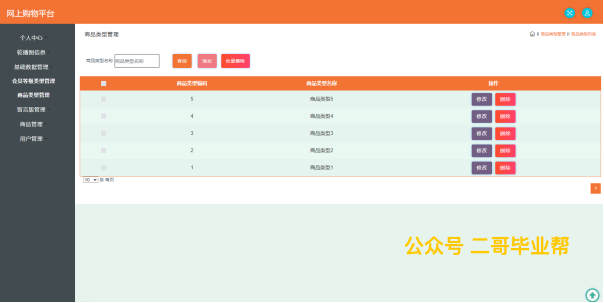 网上购物平台
个人中心
轮播图信息
基础数据管理
会员等级类型管理
商品类型管理
留言版管理
商品管理
用户管理
商品类型管理
商品类型管理 商品类型列表
商品类型名称 商品类型名称 查询 添加 批量删除
商品类型编码 商品类型名称 操作
5 商品类型5 修改 删除
4 商品类型4 修改 删除
3 商品类型3 修改 删除
2 商品类型2 修改 删除
1 商品类型1 修改 删除
10 条 每页
1
公众号 二哥毕业帮